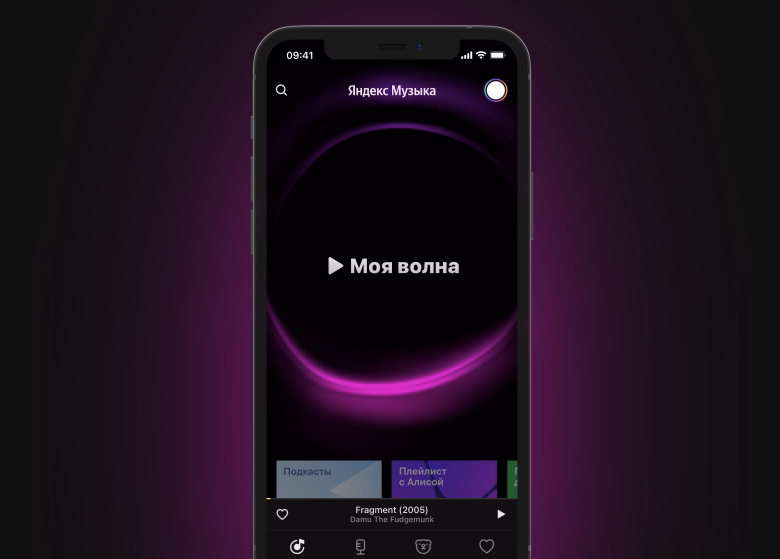 09:41
Яндекс Музыка
Моя волна
Подкасты
Плейлист
с Алисой
Fragment (2005)
Damu The Fudgemunk